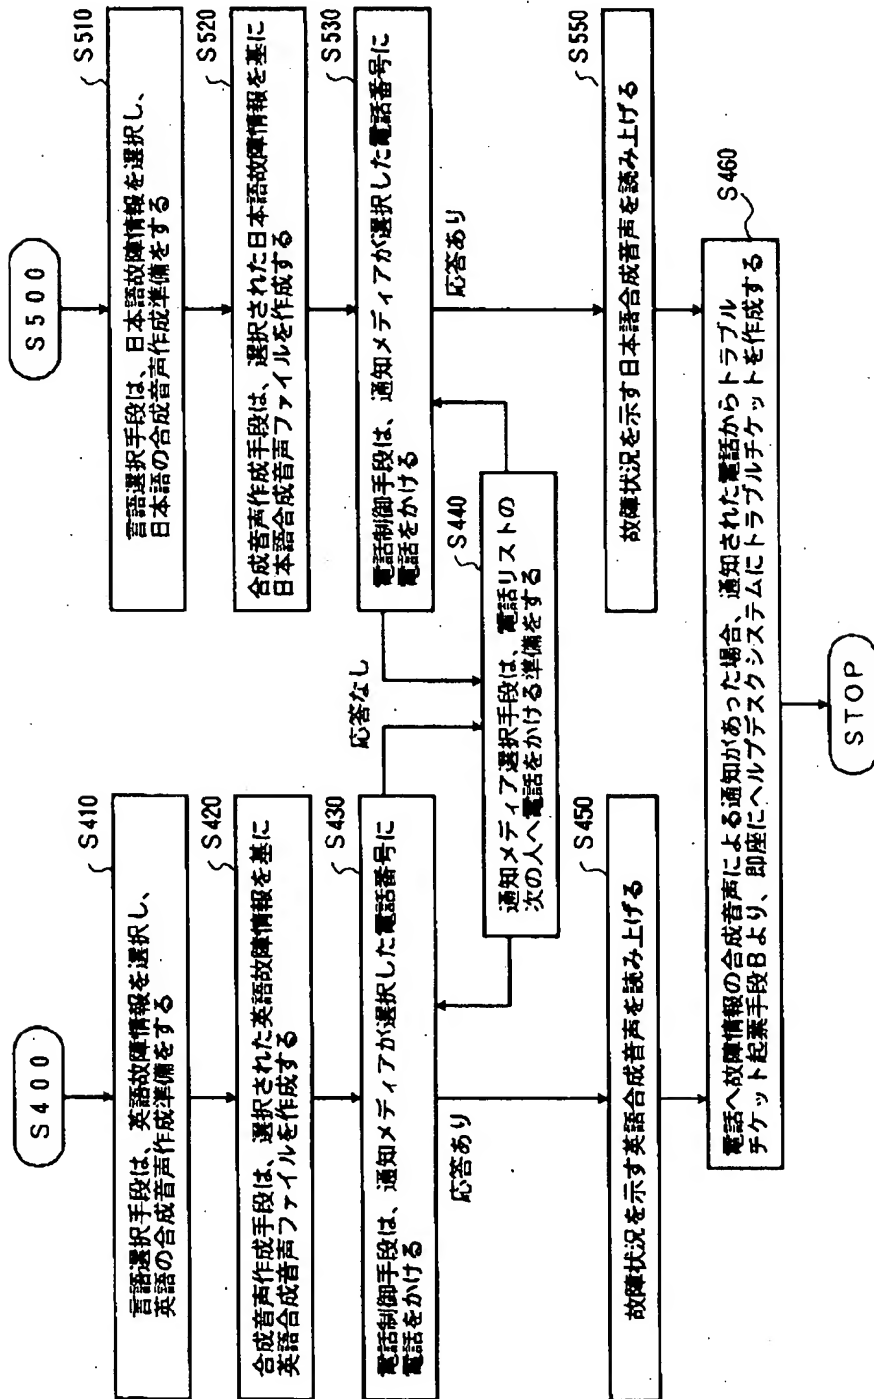 S400
S410
言語選択手段は、英語故障情報を選択し、
英語の合成音声作成準備をする
S420
合成音声作成手段は、選択された英語故障情報を基に
英語合成音声ファイルを作成する
S430
電話制御手段は、通知メディアが選択した電話番号に
電話をかける
応答なし
応答あり
S440
通知メディア選択手段は、電話リストの
次の人へ電話をかける準備をする
S450
故障状況を示す英語合成音声を読み上げる
S500
S510
言語選択手段は、日本語故障情報を選択し、
日本語の合成音声作成準備をする
S520
合成音声作成手段は、選択された日本語故障情報を基に
日本語合成音声ファイルを作成する
S530
電話制御手段は、通知メディアが選択した電話番号に
電話をかける
応答あり
S550
故障状況を示す日本語合成音声を読み上げる
S460
電話へ故障情報の合成音声による通知があった場合、通知された電話からトラブル
チケット起票手段Bより、即座にヘルプデスクシステムにトラブルチケットを作成する
STOP